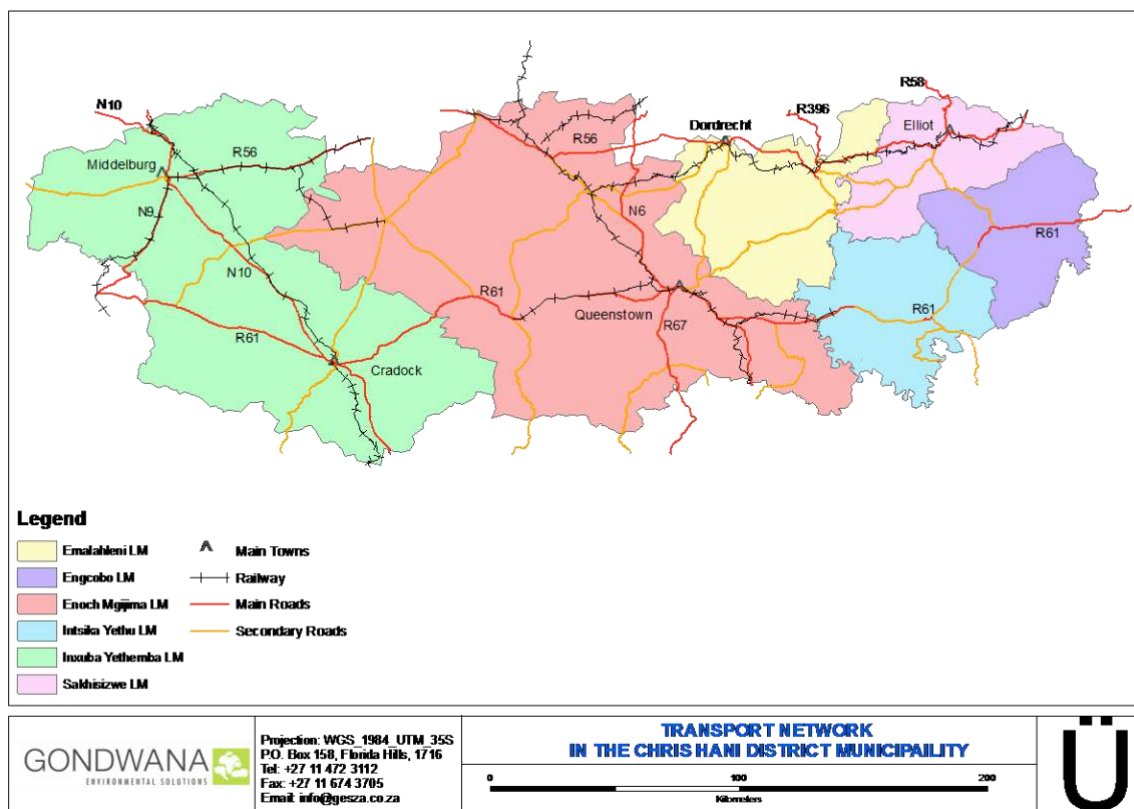 N10
R58
R396
Dordrecht
Elliot
R56
R56
Middelburg
N9
N6
R61
N10
R61
R61
Queenstown
R67
R61
Cradock
Legend
Emalahleni LM
Main Towns
Engcobo LM
Railway
Enoch Mgijima LM
Main Roads
Intsika Yethu LM
Secondary Roads
Inxuba Yethemba LM
Sakhisizwe LM
GONDWANA
ENVIRONMENTAL SOLUTIONS
Projection: WGS_1984_UTM_35S
P.O. Box 158, Florida Hills, 1716
Tel: +27 11 472 3112
Fax: +27 11 674 3705
Email: info@gesza.co.za
TRANSPORT NETWORK
IN THE CHRIS HANI DISTRICT MUNICIPAILITY
0 100 200
Kilometers
Ü